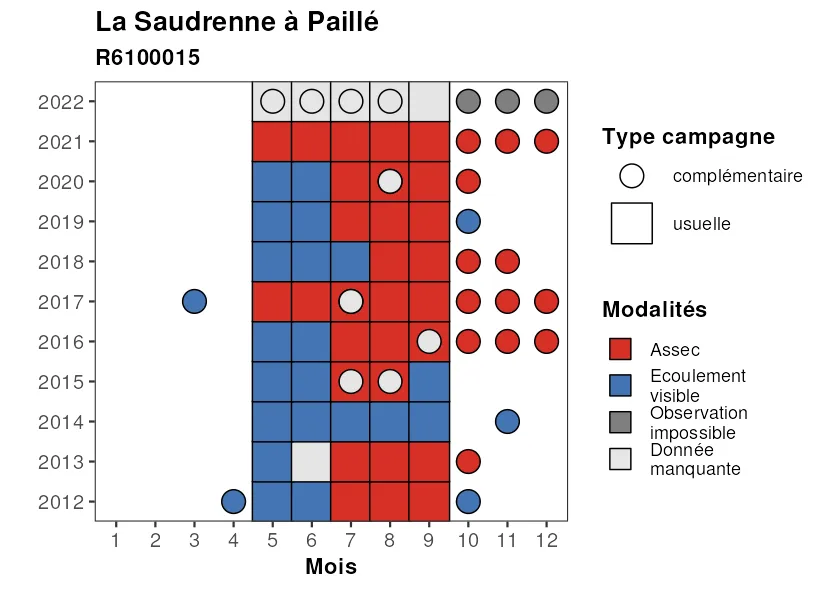 La Saudrenne à Paillé
R6100015
2022
2021
2020
2019
2018
2017
2016
2015
2014
2013
2012
1 2 3 4 5 6 7 8 9 10 11 12
Mois
Type campagne
complémentaire
usuelle
Modalités
Assec
Ecoulement
visible
Observation
impossible
Donnée
manquante